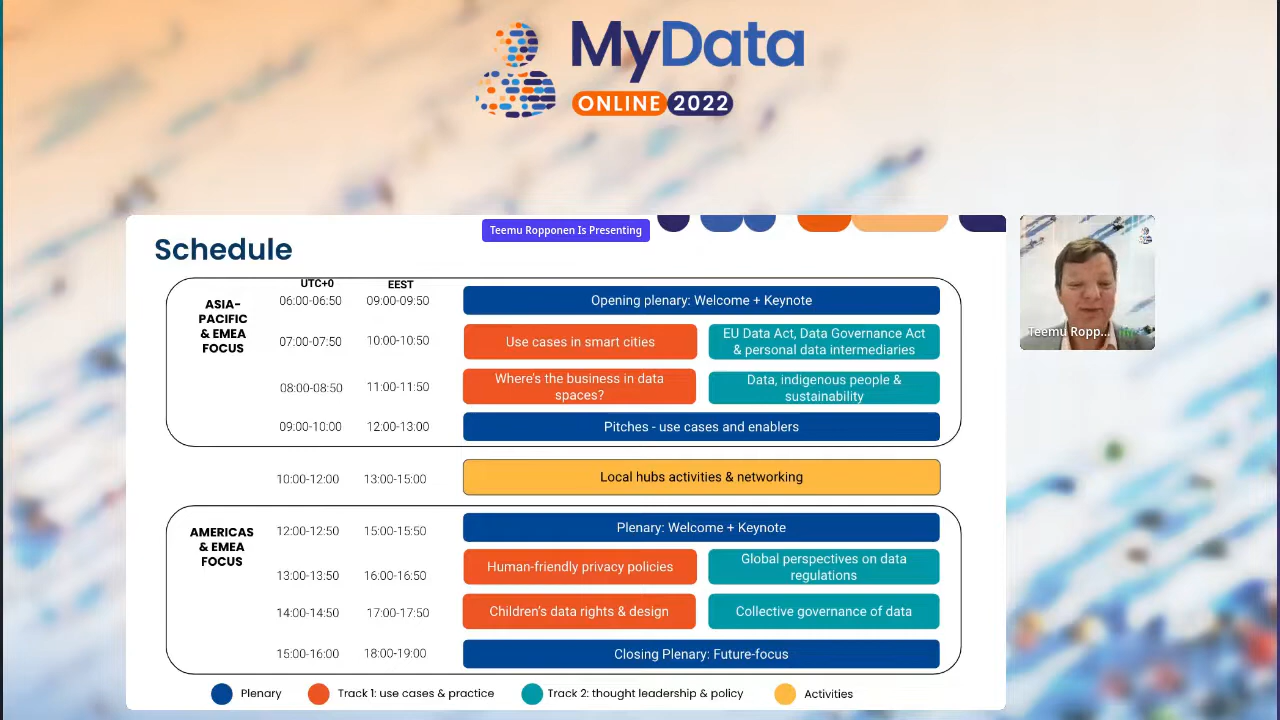 MyData
ONLINE 2022
Teemu Ropponen Is Presenting
Schedule
UTC+0 EEST
ASIA-
PACIFIC
& EMEA
FOCUS
06:00-06:50 09:00-09:50 Opening plenary: Welcome + Keynote
07:00-07:50 10:00-10:50 Use cases in smart cities
EU Data Act, Data Governance Act
& personal data intermediaries
08:00-08:50 11:00-11:50
Where's the business in data
spaces?
Data, indigenous people &
sustainability
09:00-10:00 12:00-13:00 Pitches - use cases and enablers
10:00-12:00 13:00-15:00 Local hubs activities & networking
AMERICAS
& EMEA
FOCUS
12:00-12:50 15:00-15:50 Plenary: Welcome + Keynote
13:00-13:50 16:00-16:50 Human-friendly privacy policies
Global perspectives on data
regulations
14:00-14:50 17:00-17:50 Children's data rights & design Collective governance of data
15:00-16:00 18:00-19:00 Closing Plenary: Future-focus
Plenary Track 1: use cases & practice Track 2: thought leadership & policy Activities
Teemu Ropp...